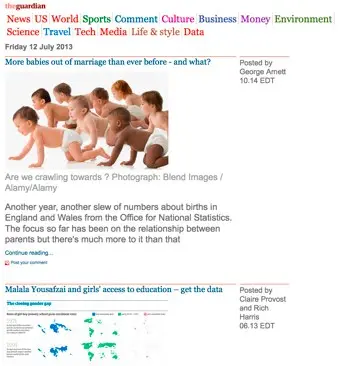 theguardian
News US World Sports Comment Culture Business Money Environment
Science Travel Tech Media Life & style Data
Friday 12 July 2013
More babies out of marriage than ever before - and what?
Posted by
George Arnett
10.14 EDT
Are we crawling towards ? Photograph: Blend Images /
Alamy/Alamy
Another year, another slew of numbers about births in
England and Wales from the Office for National Statistics.
The focus so far has been on the relationship between
parents but there's much more to it than that
Continue reading...
Post your comment
Malala Yousafzai and girls' access to education – get the data
Posted by
Claire Provost
and Rich
Harris
06.13 EDT
The closing gender gap